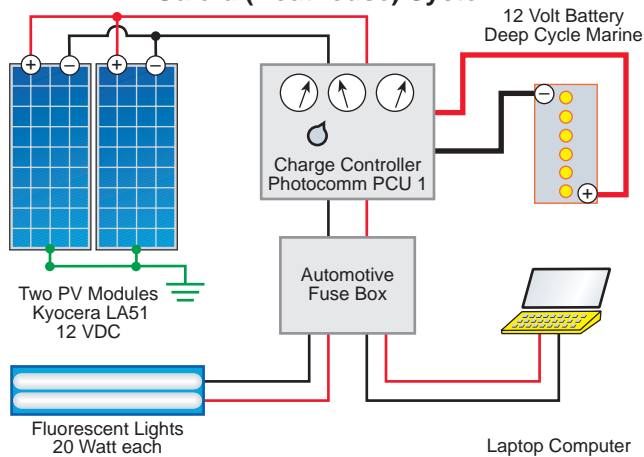 12 Volt Battery
Deep Cycle Marine
+ − + −
−
+
Charge Controller
Photocomm PCU 1
Two PV Modules
Kyocera LA51
12 VDC
Automotive
Fuse Box
Fluorescent Lights
20 Watt each
Laptop Computer